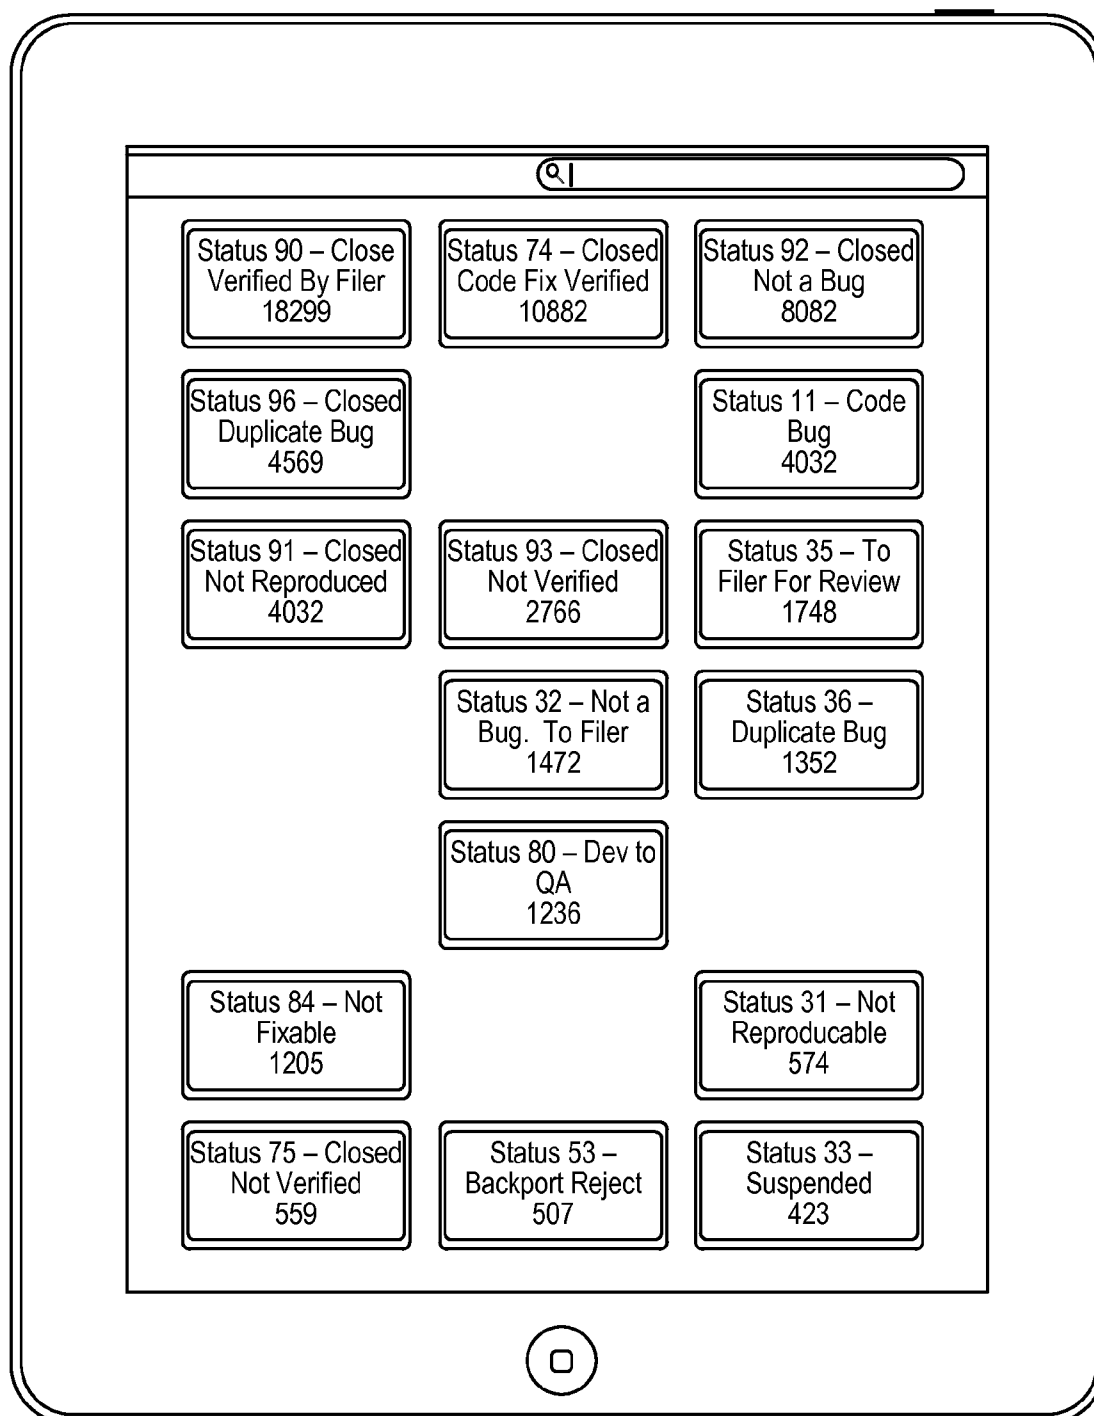 Status 90 – Close
Verified By Filer
18299
Status 74 – Closed
Code Fix Verified
10882
Status 92 – Closed
Not a Bug
8082
Status 96 – Closed
Duplicate Bug
4569
Status 11 – Code
Bug
4032
Status 91 – Closed
Not Reproduced
4032
Status 93 – Closed
Not Verified
2766
Status 35 – To
Filer For Review
1748
Status 32 – Not a
Bug.  To Filer
1472
Status 36 –
Duplicate Bug
1352
Status 80 – Dev to
QA
1236
Status 84 – Not
Fixable
1205
Status 31 – Not
Reproducable
574
Status 75 – Closed
Not Verified
559
Status 53 –
Backport Reject
507
Status 33 –
Suspended
423